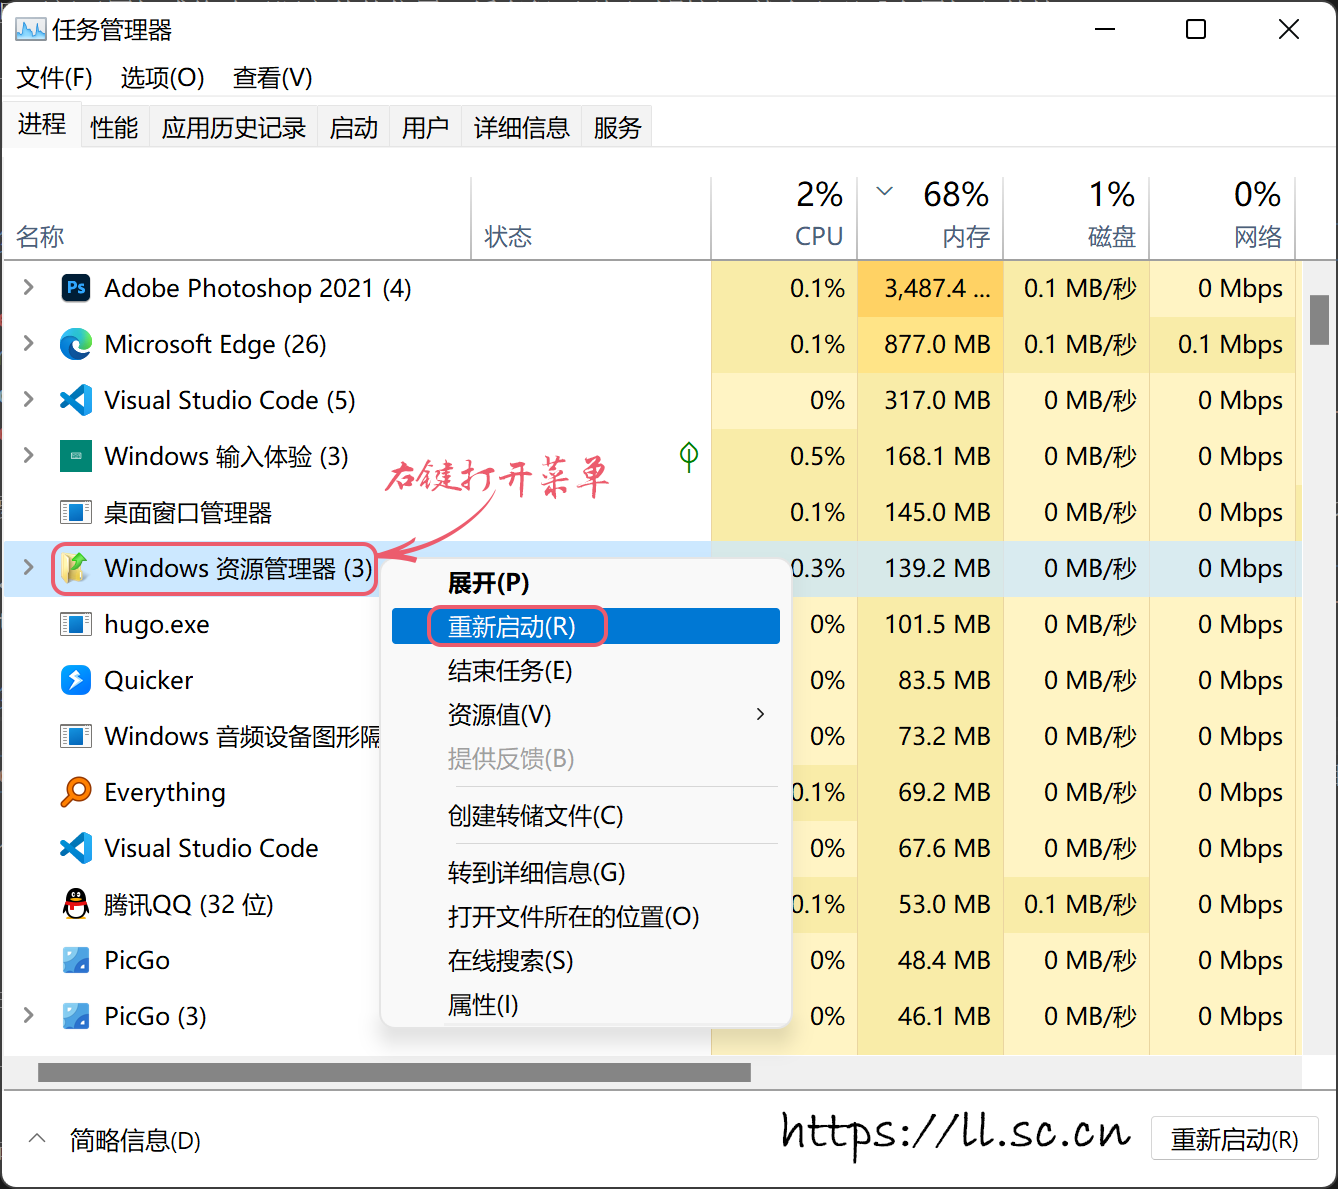 任务管理器
文件(F) 选项(O) 查看(V)
进程 性能 应用历史记录 启动 用户 详细信息 服务
2% 68% 1% 0%
名称 状态 CPU 内存 磁盘 网络
Ps Adobe Photoshop 2021 (4) 0.1% 3,487.4 ... 0.1 MB/秒 0 Mbps
Microsoft Edge (26) 0.1% 877.0 MB 0.1 MB/秒 0.1 Mbps
Visual Studio Code (5) 0% 317.0 MB 0 MB/秒 0 Mbps
Windows 输入体验 (3) 0.5% 168.1 MB 0 MB/秒 0 Mbps
右键打开菜单
桌面窗口管理器 0.1% 145.0 MB 0 MB/秒 0 Mbps
Windows 资源管理器 (3) 0.3% 139.2 MB 0 MB/秒 0 Mbps
hugo.exe 0% 101.5 MB 0 MB/秒 0 Mbps
Quicker 0% 83.5 MB 0 MB/秒 0 Mbps
Windows 音频设备图形隔 0% 73.2 MB 0 MB/秒 0 Mbps
Everything 0.1% 69.2 MB 0 MB/秒 0 Mbps
Visual Studio Code 0% 67.6 MB 0 MB/秒 0 Mbps
腾讯QQ (32 位) 0.1% 53.0 MB 0.1 MB/秒 0 Mbps
PicGo 0% 48.4 MB 0 MB/秒 0 Mbps
PicGo (3) 0% 46.1 MB 0 MB/秒 0 Mbps
展开(P)
重新启动(R)
结束任务(E)
资源值(V)
提供反馈(B)
创建转储文件(C)
转到详细信息(G)
打开文件所在的位置(O)
在线搜索(S)
属性(I)
简略信息(D) https://ll.sc.cn 重新启动(R)